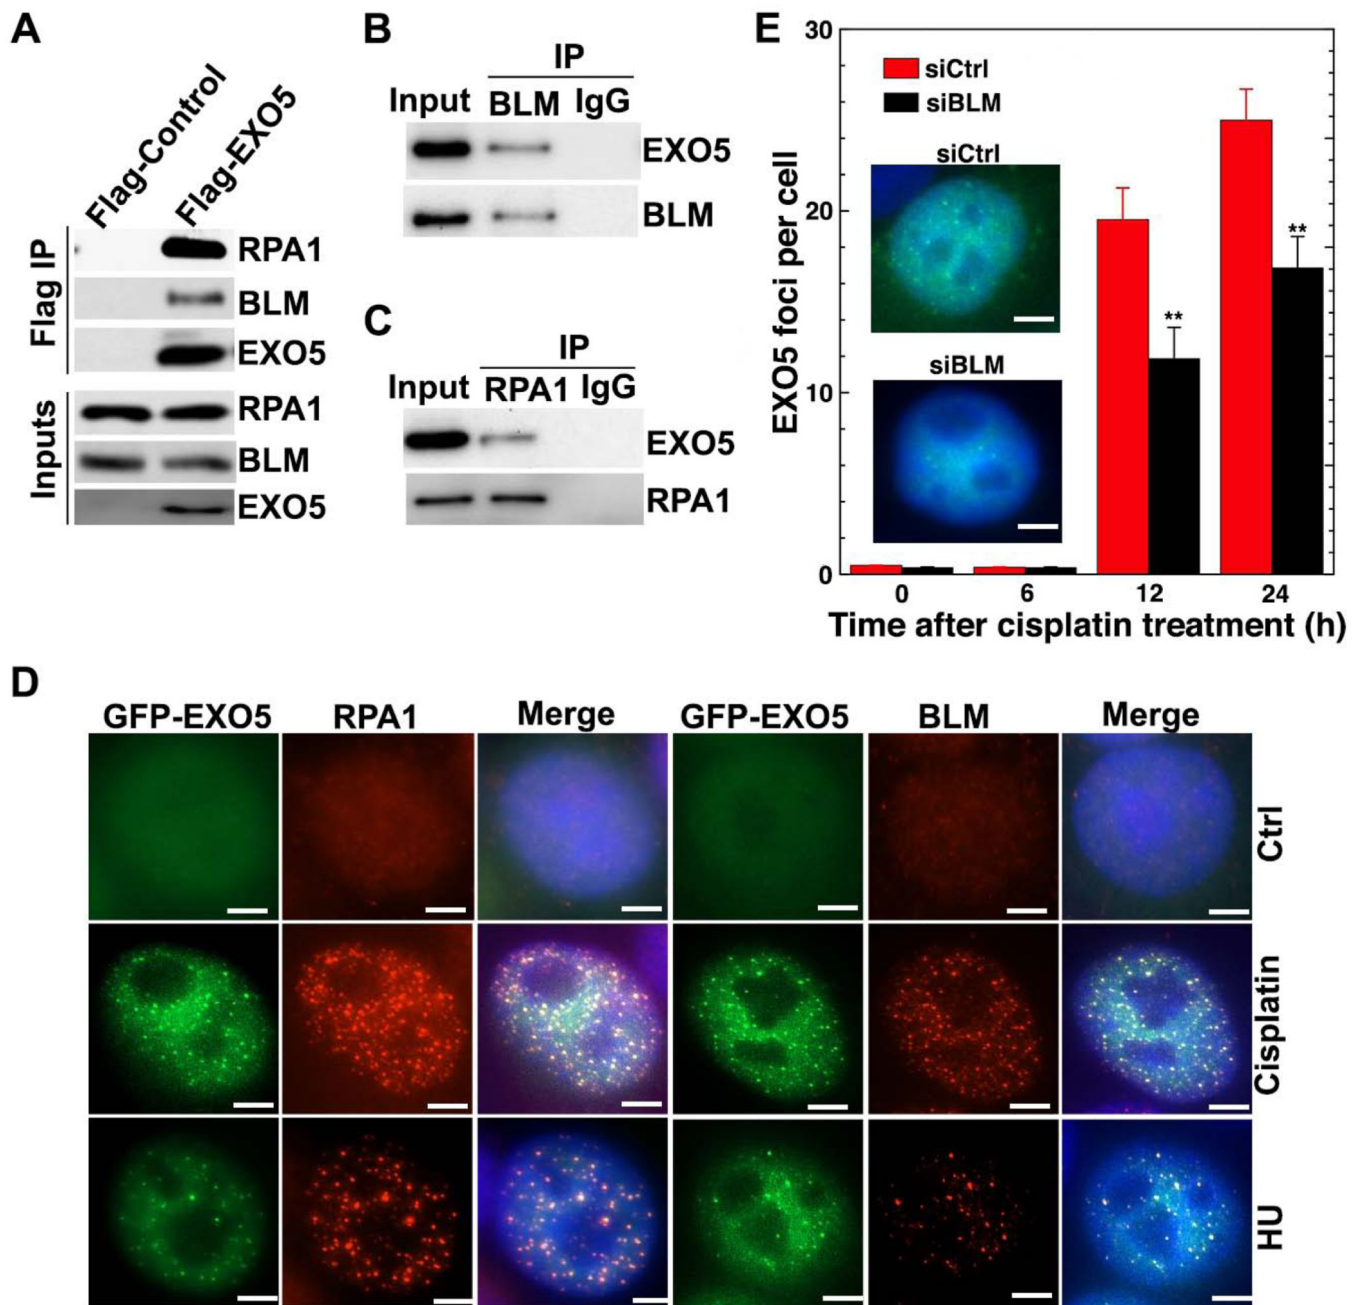 A
Flag-Control
Flag-EXO5
Flag IP
RPA1
BLM
EXO5
Inputs
RPA1
BLM
EXO5
B
IP
Input BLM IgG
EXO5
BLM
C
IP
Input RPA1 IgG
EXO5
RPA1
E
30
20
10
0
EXO5 foci per cell
siCtrl
siBLM
siCtrl
siBLM
**
**
0 6 12 24
Time after cisplatin treatment (h)
D
GFP-EXO5 RPA1 Merge GFP-EXO5 BLM Merge
Ctrl
Cisplatin
HU